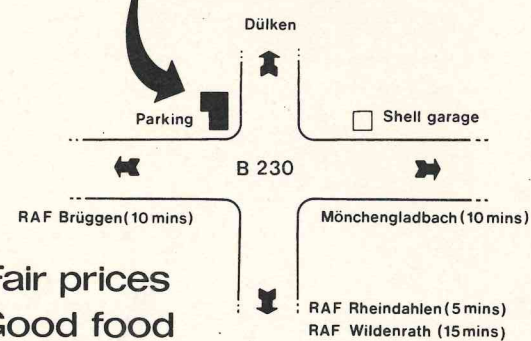 Dülken
Parking
Shell garage
B 230
RAF Brüggen (10 mins)
Mönchengladbach (10 mins)
Fair prices
Good food
RAF Rheindahlen (5 mins)
RAF Wildenrath (15 mins)